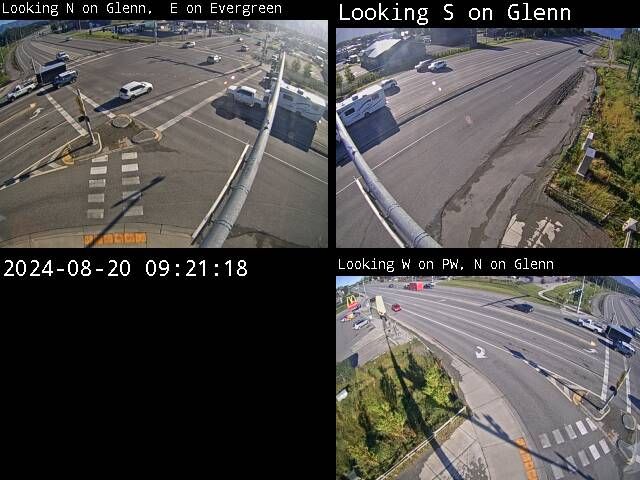 Looking N on Glenn, E on Evergreen
Looking S on Glenn
2024-08-20 09:21:18
Looking W on PW, N on Glenn